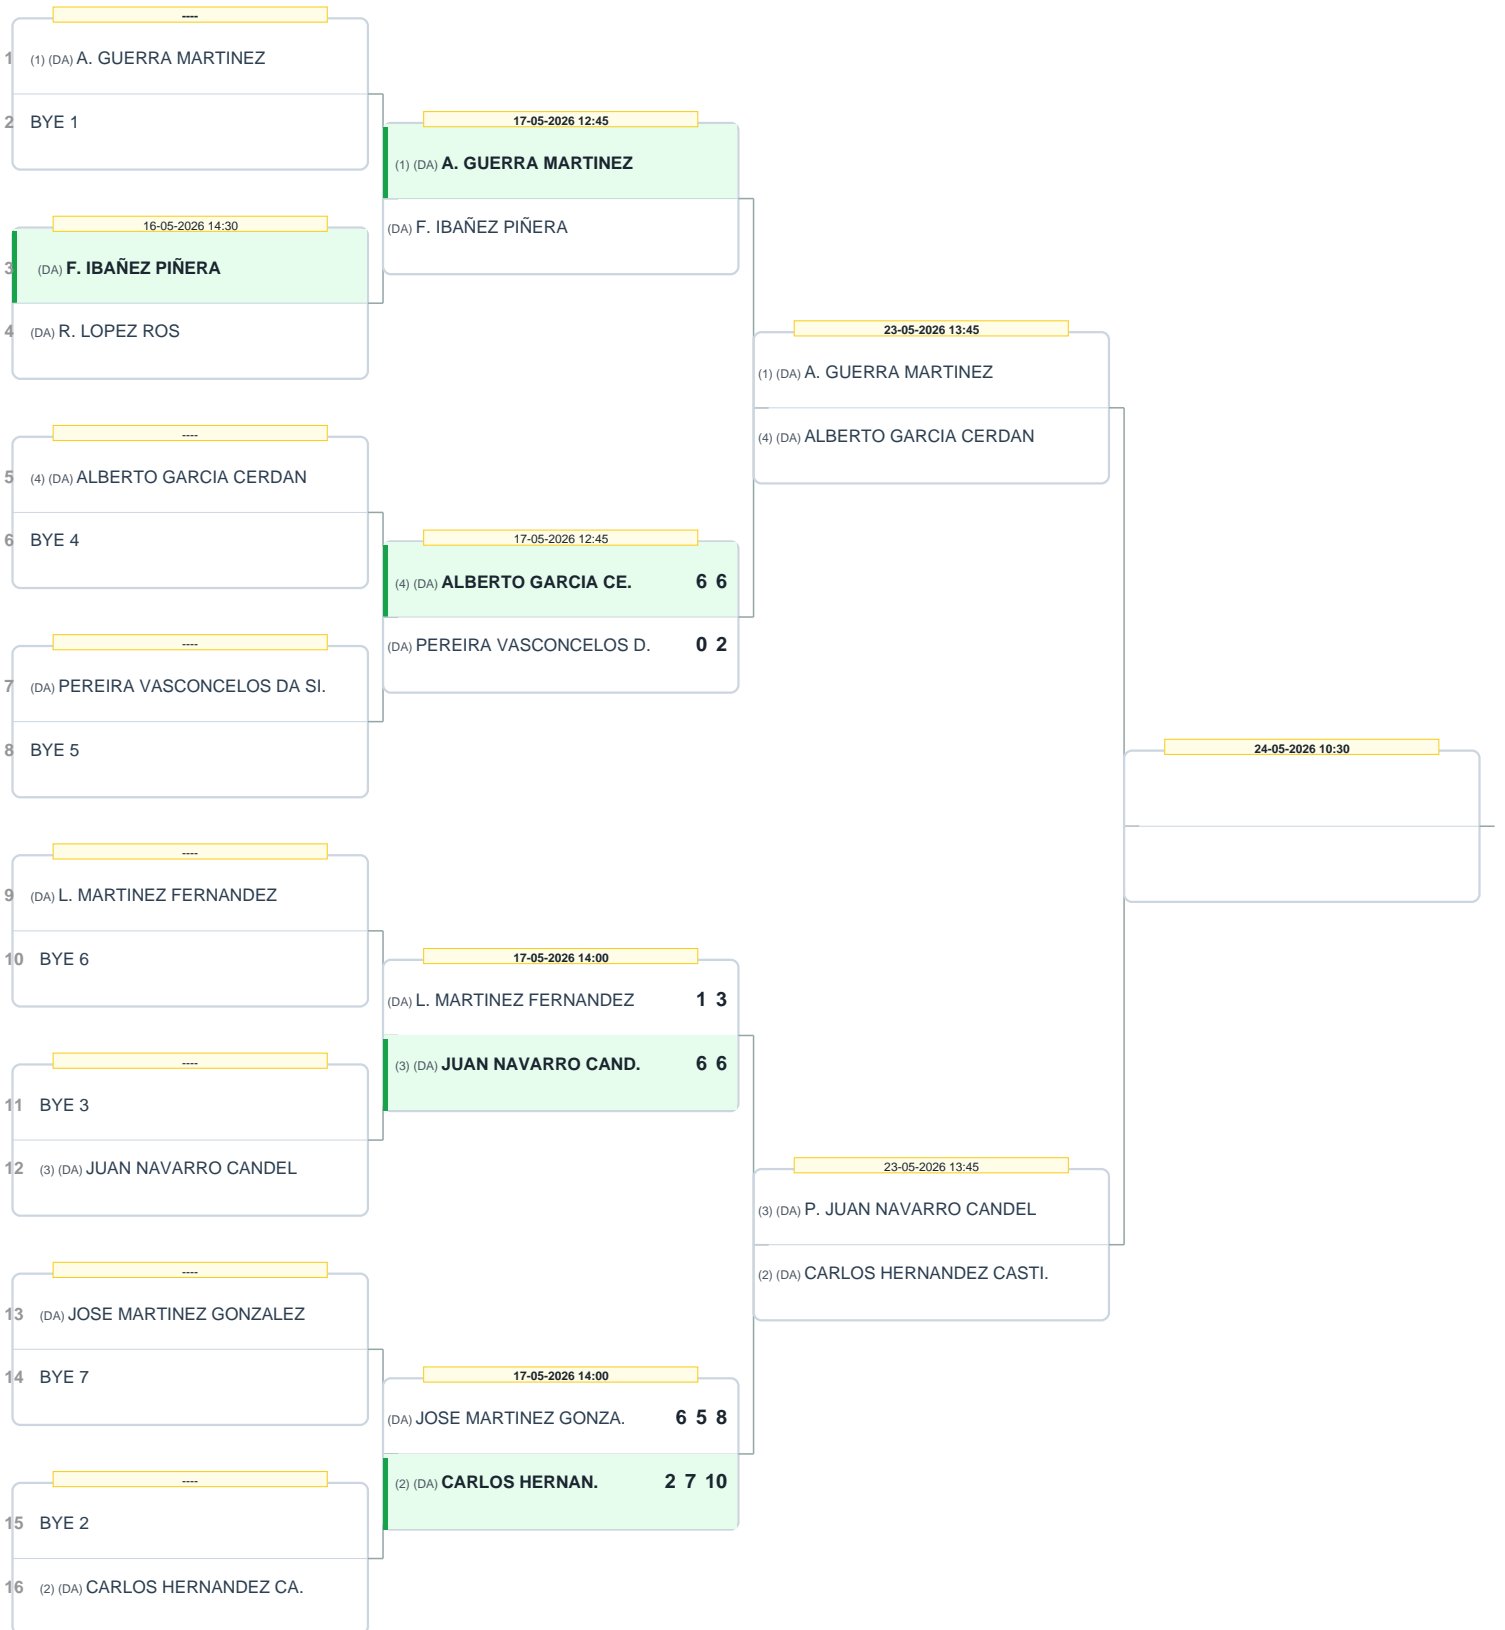 ----
1 (1) (DA) A. GUERRA MARTINEZ
2 BYE 1
16-05-2026 14:30
3 (DA) F. IBAÑEZ PIÑERA
4 (DA) R. LOPEZ ROS
----
5 (4) (DA) ALBERTO GARCIA CERDAN
6 BYE 4
----
7 (DA) PEREIRA VASCONCELOS DA SI.
8 BYE 5
----
9 (DA) L. MARTINEZ FERNANDEZ
10 BYE 6
----
11 BYE 3
12 (3) (DA) JUAN NAVARRO CANDEL
----
13 (DA) JOSE MARTINEZ GONZALEZ
14 BYE 7
----
15 BYE 2
16 (2) (DA) CARLOS HERNANDEZ CA.
17-05-2026 12:45
(1) (DA) A. GUERRA MARTINEZ
(DA) F. IBAÑEZ PIÑERA
17-05-2026 12:45
(4) (DA) ALBERTO GARCIA CE. 6 6
(DA) PEREIRA VASCONCELOS D. 0 2
17-05-2026 14:00
(DA) L. MARTINEZ FERNANDEZ 1 3
(3) (DA) JUAN NAVARRO CAND. 6 6
17-05-2026 14:00
(DA) JOSE MARTINEZ GONZA. 6 5 8
(2) (DA) CARLOS HERNAN. 2 7 10
23-05-2026 13:45
(1) (DA) A. GUERRA MARTINEZ
(4) (DA) ALBERTO GARCIA CERDAN
23-05-2026 13:45
(3) (DA) P. JUAN NAVARRO CANDEL
(2) (DA) CARLOS HERNANDEZ CASTI.
24-05-2026 10:30